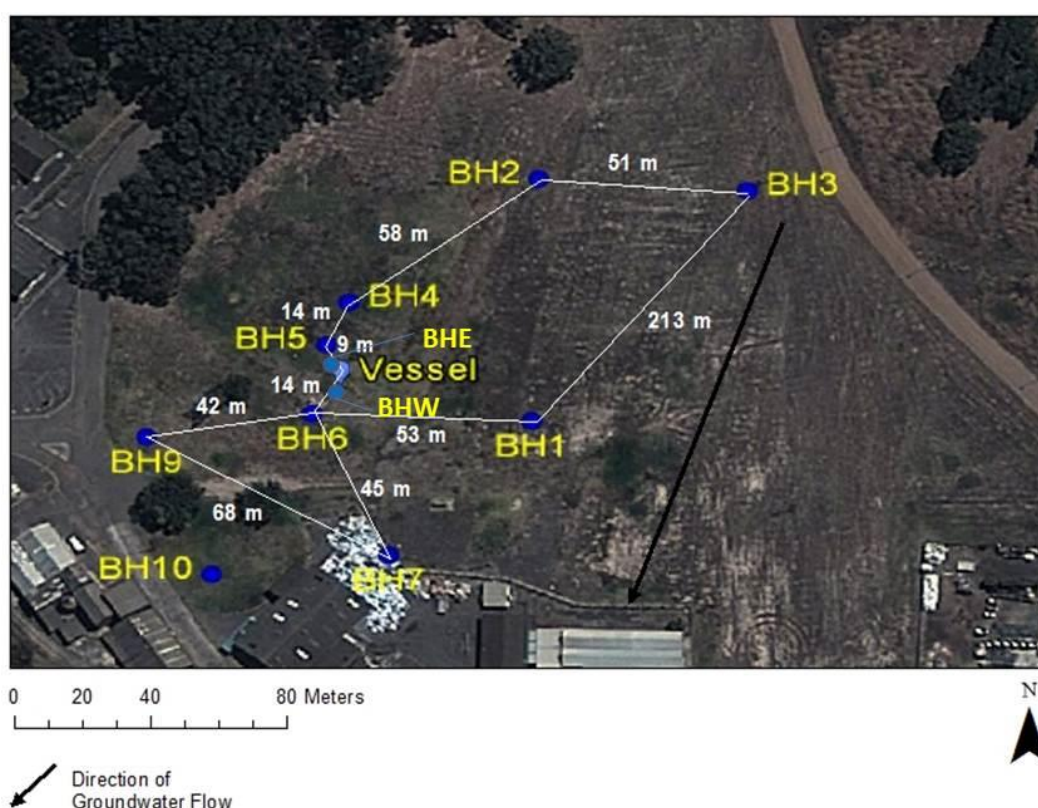 BH2
51 m
BH3
58 m
BH4
14 m
213 m
BH5
9 m
BHE
Vessel
14 m
BHW
42 m
BH6
53 m
BH1
BH9
45 m
68 m
BH10
BH7
0 20 40 80 Meters
N
Direction of
Groundwater Flow